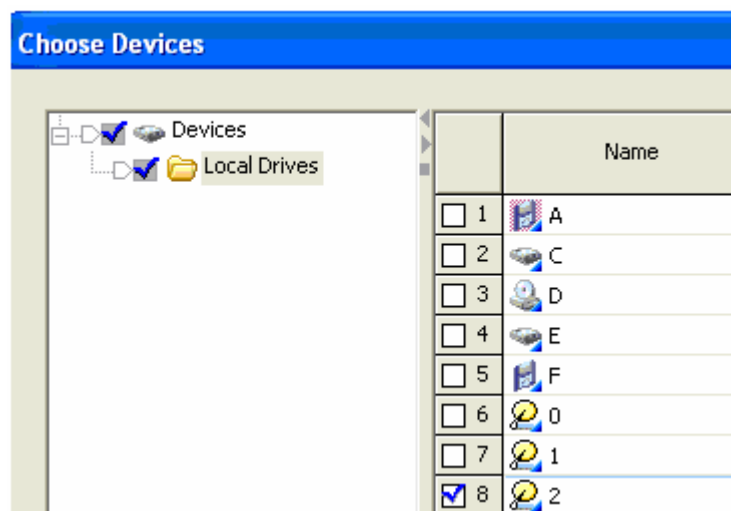 Choose Devices
Devices
Local Drives
Name
1 A
2 C
3 D
4 E
5 F
6 0
7 1
8 2